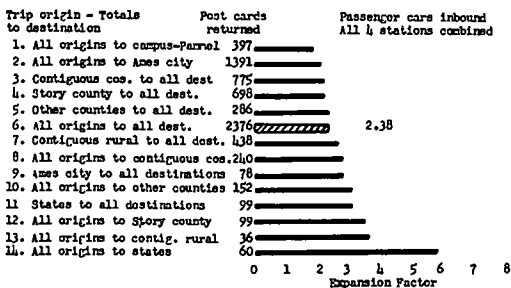 Trip origin - Totals to destination
Post cards returned
Passenger cars inbound
All 4 stations combined
1. All origins to campus-Pammel 397
2. All origins to Ames city 1391
3. Contiguous cos. to all dest 775
4. Story county to all dest. 698
5. Other counties to all dest. 286
6. All origins to all dest. 2376 2.38
7. Contiguous rural to all dest. 438
8. All origins to contiguous cos. 240
9. Ames city to all destinations 78
10. All origins to other counties 152
11 States to all destinations 99
12. All origins to Story county 99
13. All origins to contig. rural 36
14. All origins to states 60
0 1 2 3 4 5 6 7 8
Expansion Factor